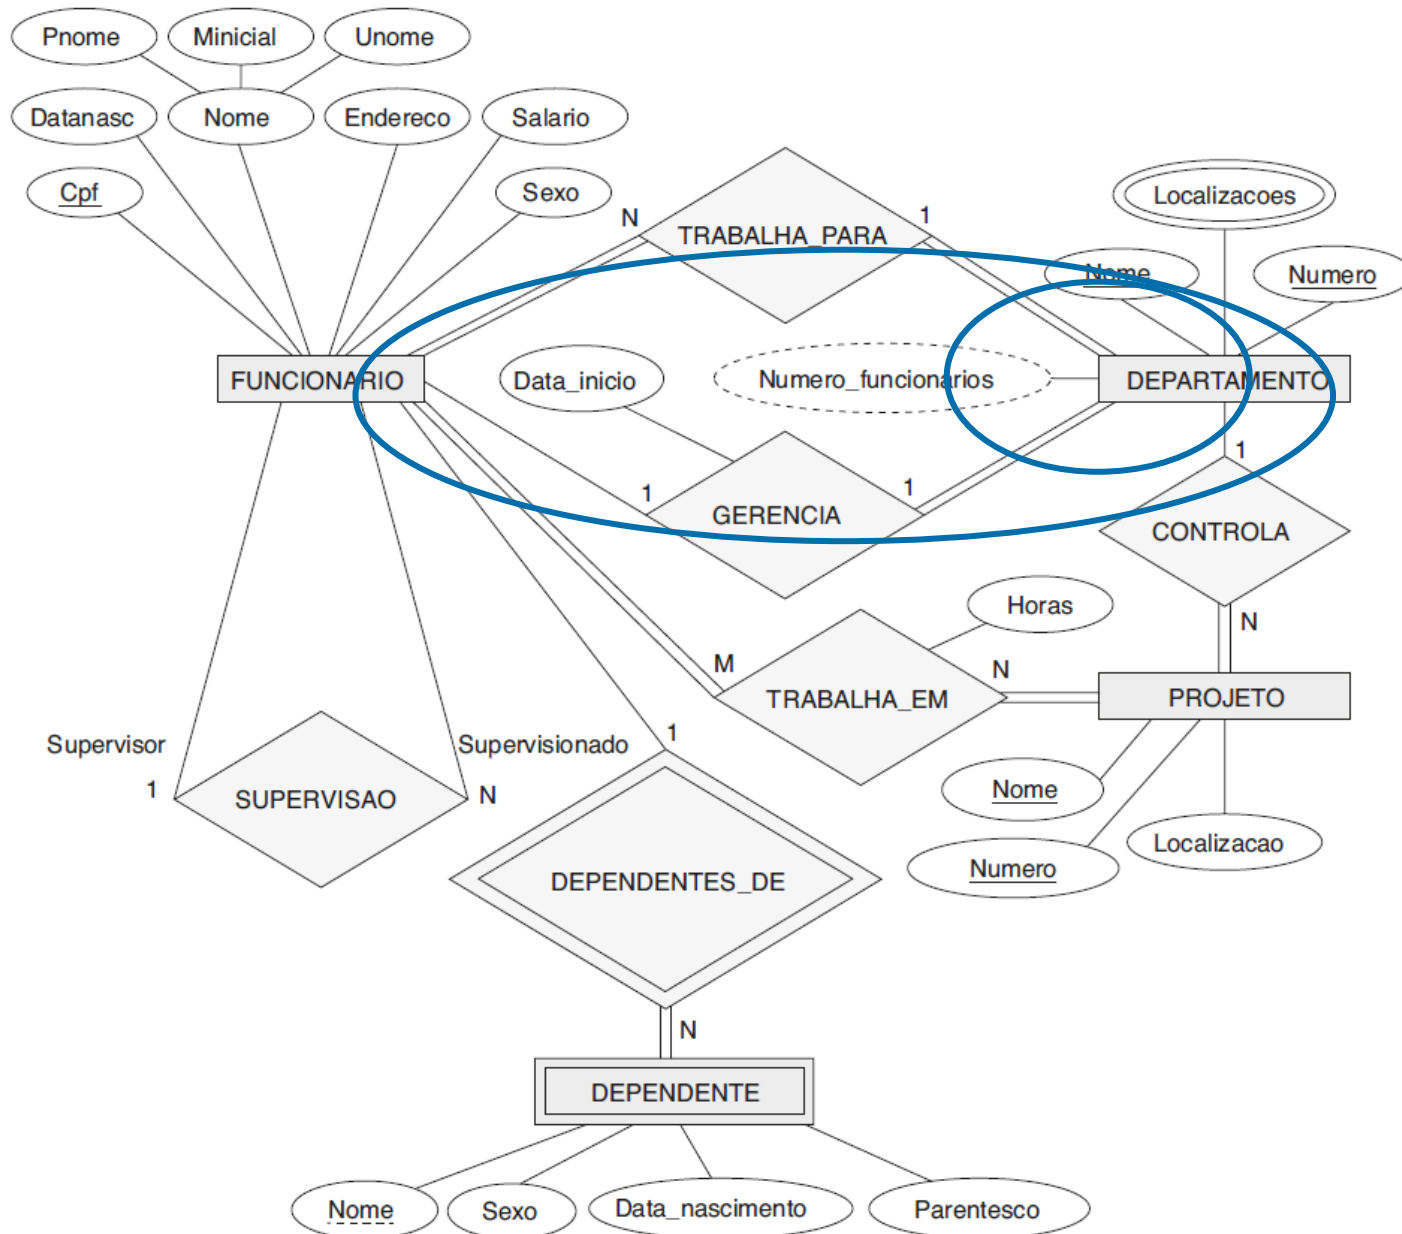 Pnome Minicial Unome
Datanasc Nome Endereco Salario
Cpf Sexo
N TRABALHA_PARA 1
Localizacoes
Nome Numero
FUNCIONARIO Data_inicio Numero_funcionários DEPARTAMENTO
1 GERENCIA 1
1
CONTROLA
N
Horas
M TRABALHA_EM N
PROJETO
Supervisor Supervisionado
1 SUPERVISAO N
1
Nome
Numero Localizacao
DEPENDENTES_DE
N
DEPENDENTE
Nome Sexo Data_nascimento Parentesco